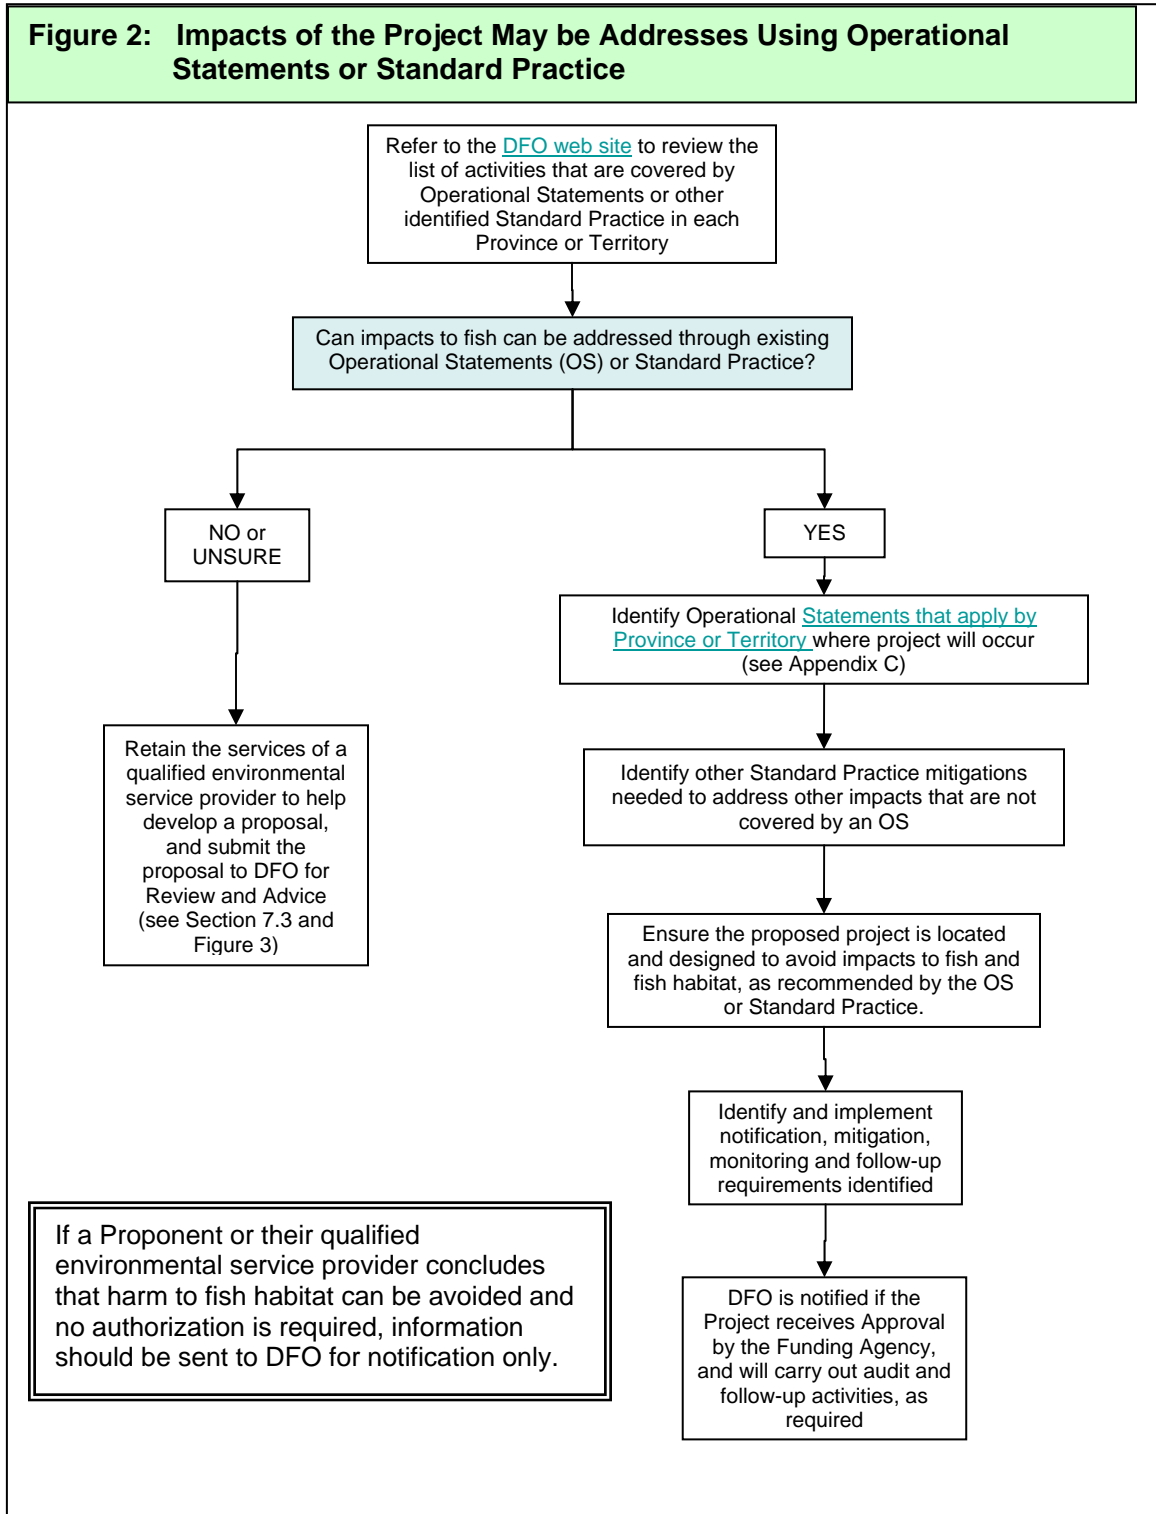 Figure 2:   Impacts of the Project May be Addresses Using Operational
Statements or Standard Practice
Refer to the DFO web site to review the
list of activities that are covered by
Operational Statements or other
identified Standard Practice in each
Province or Territory
Can impacts to fish can be addressed through existing
Operational Statements (OS) or Standard Practice?
NO or
UNSURE
YES
Retain the services of a
qualified environmental
service provider to help
develop a proposal,
and submit the
proposal to DFO for
Review and Advice
(see Section 7.3 and
Figure 3)
Identify Operational Statements that apply by
Province or Territory where project will occur
(see Appendix C)
Identify other Standard Practice mitigations
needed to address other impacts that are not
covered by an OS
Ensure the proposed project is located
and designed to avoid impacts to fish and
fish habitat, as recommended by the OS
or Standard Practice.
Identify and implement
notification, mitigation,
monitoring and follow-up
requirements identified
DFO is notified if the
Project receives Approval
by the Funding Agency,
and will carry out audit and
follow-up activities, as
required
If a Proponent or their qualified
environmental service provider concludes
that harm to fish habitat can be avoided and
no authorization is required, information
should be sent to DFO for notification only.